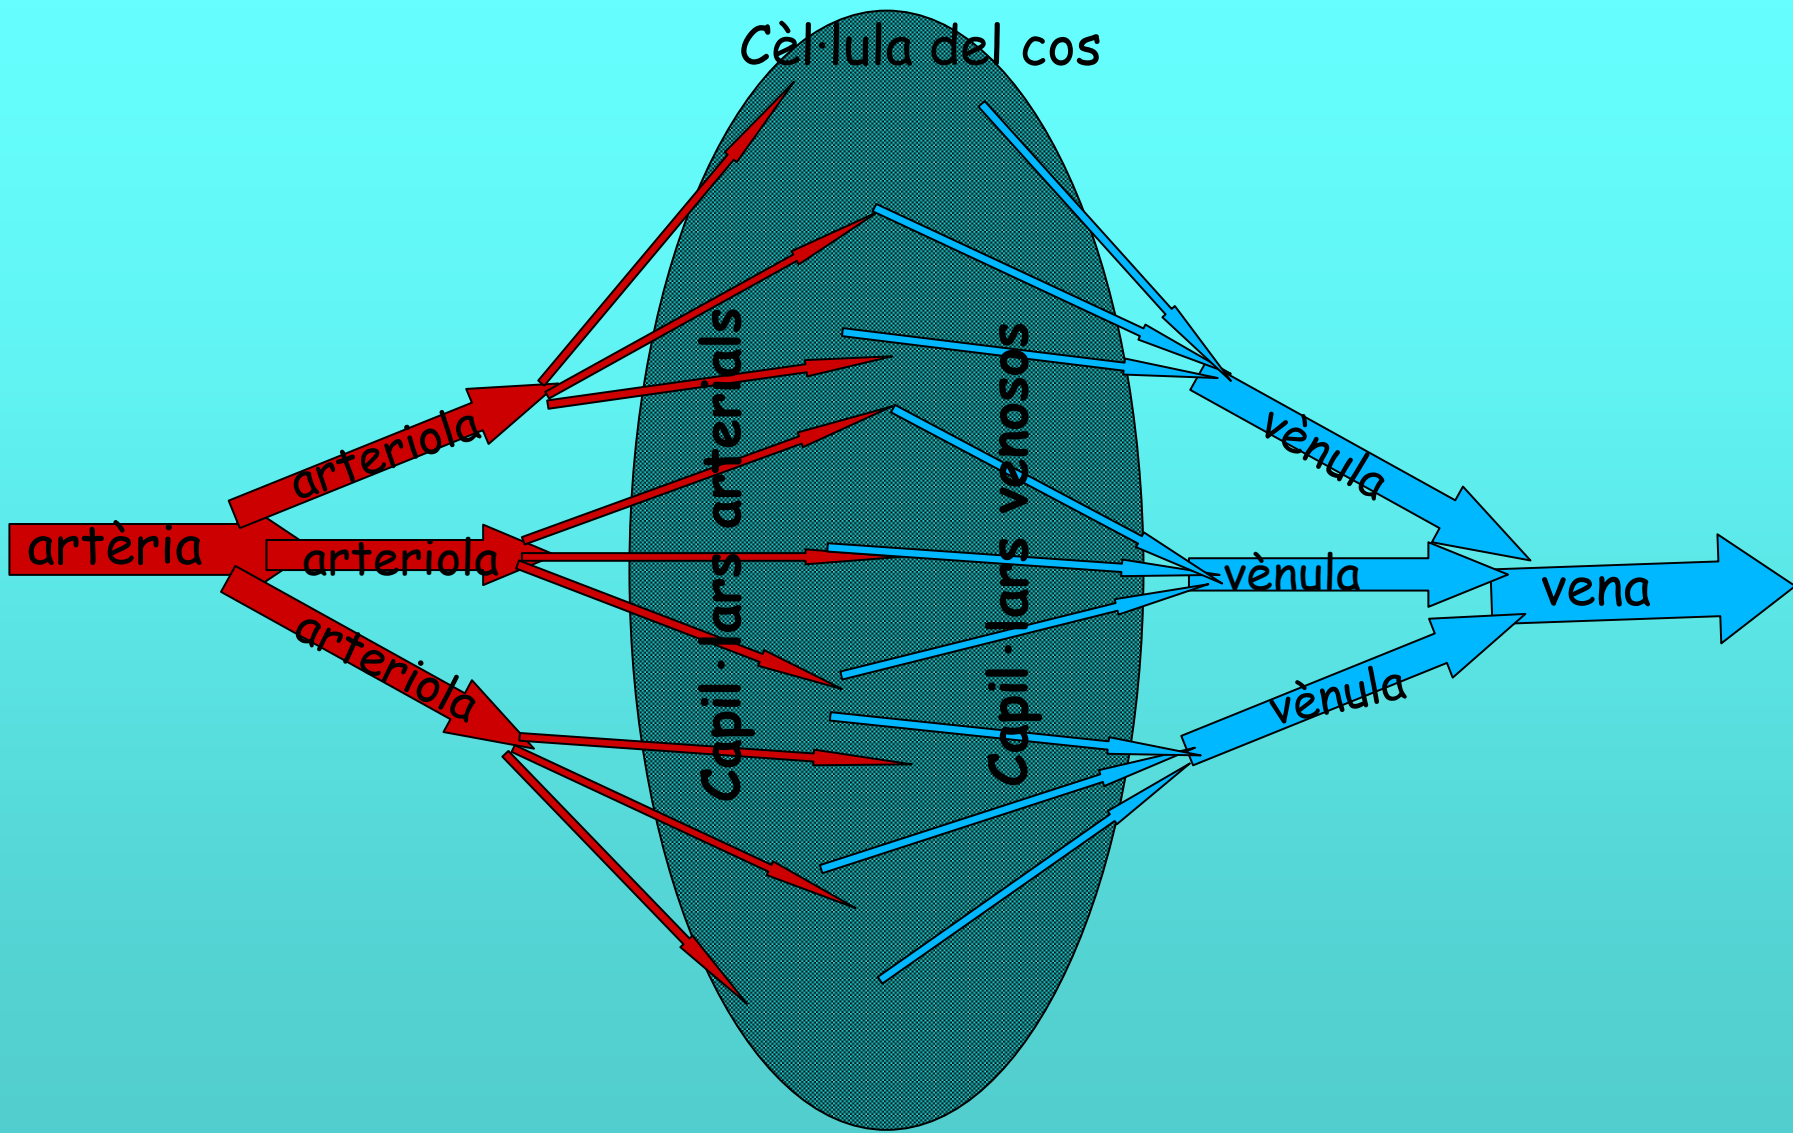 Cèl·lula del cos
artèria
arteriola
arteriola
arteriola
Capil·lars arterials
Capil·lars venosos
vènula
vènula
vènula
vena